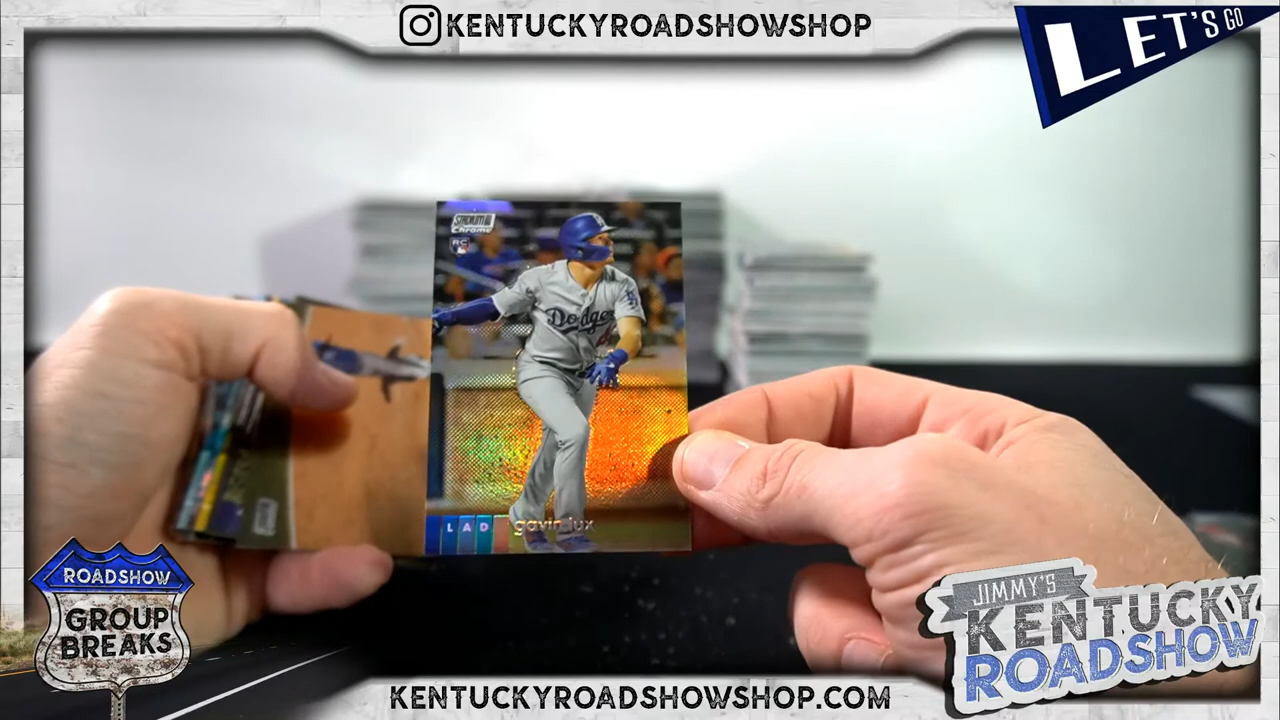 KENTUCKYROADSHOWSHOP
LET'S GO
STADIUM CLUB
Chrome
RC
Dodgers
LA
LAD
gavin lux
ROADSHOW
GROUP
BREAKS
JIMMY'S
KENTUCKY
ROADSHOW
KENTUCKYROADSHOWSHOP.COM